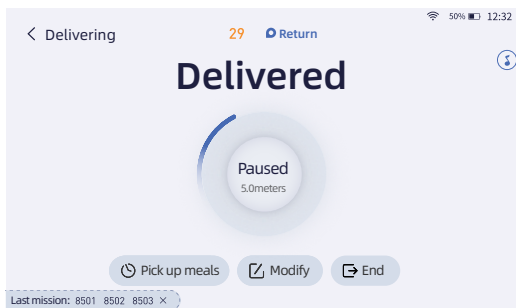 50% 12:32
Delivering
29 Return
Delivered
Paused
5.0meters
Pick up meals Modify End
Last mission: 8501 8502 8503 ×